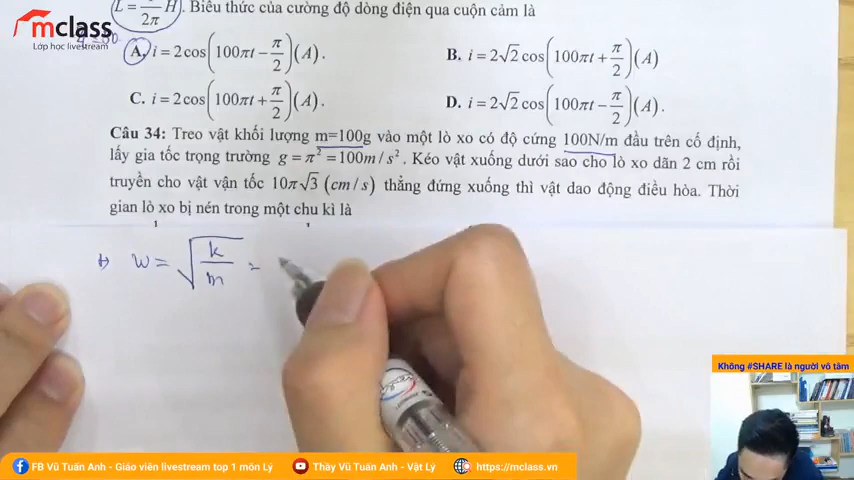 mclass
Lớp học livestream
(L = 1/2π H). Biểu thức của cường độ dòng điện qua cuộn cảm là
A. i = 2cos(100πt − π/2)(A).
B. i = 2√2 cos(100πt + π/2)(A)
C. i = 2cos(100πt + π/2)(A).
D. i = 2√2 cos(100πt − π/2)(A).
Câu 34: Treo vật khối lượng m=100g vào một lò xo có độ cứng 100N/m đầu trên cố định,
lấy gia tốc trọng trường g = π² = 100m/s². Kéo vật xuống dưới sao cho lò xo dãn 2 cm rồi
truyền cho vật vận tốc 10π√3 (cm/s) thẳng đứng xuống thì vật dao động điều hòa. Thời
gian lò xo bị nén trong một chu kì là
w = √(k/m) =
Không #SHARE là người vô tâm
FB Vũ Tuấn Anh - Giáo viên livestream top 1 môn Lý
Thầy Vũ Tuấn Anh - Vật Lý
https://mclass.vn